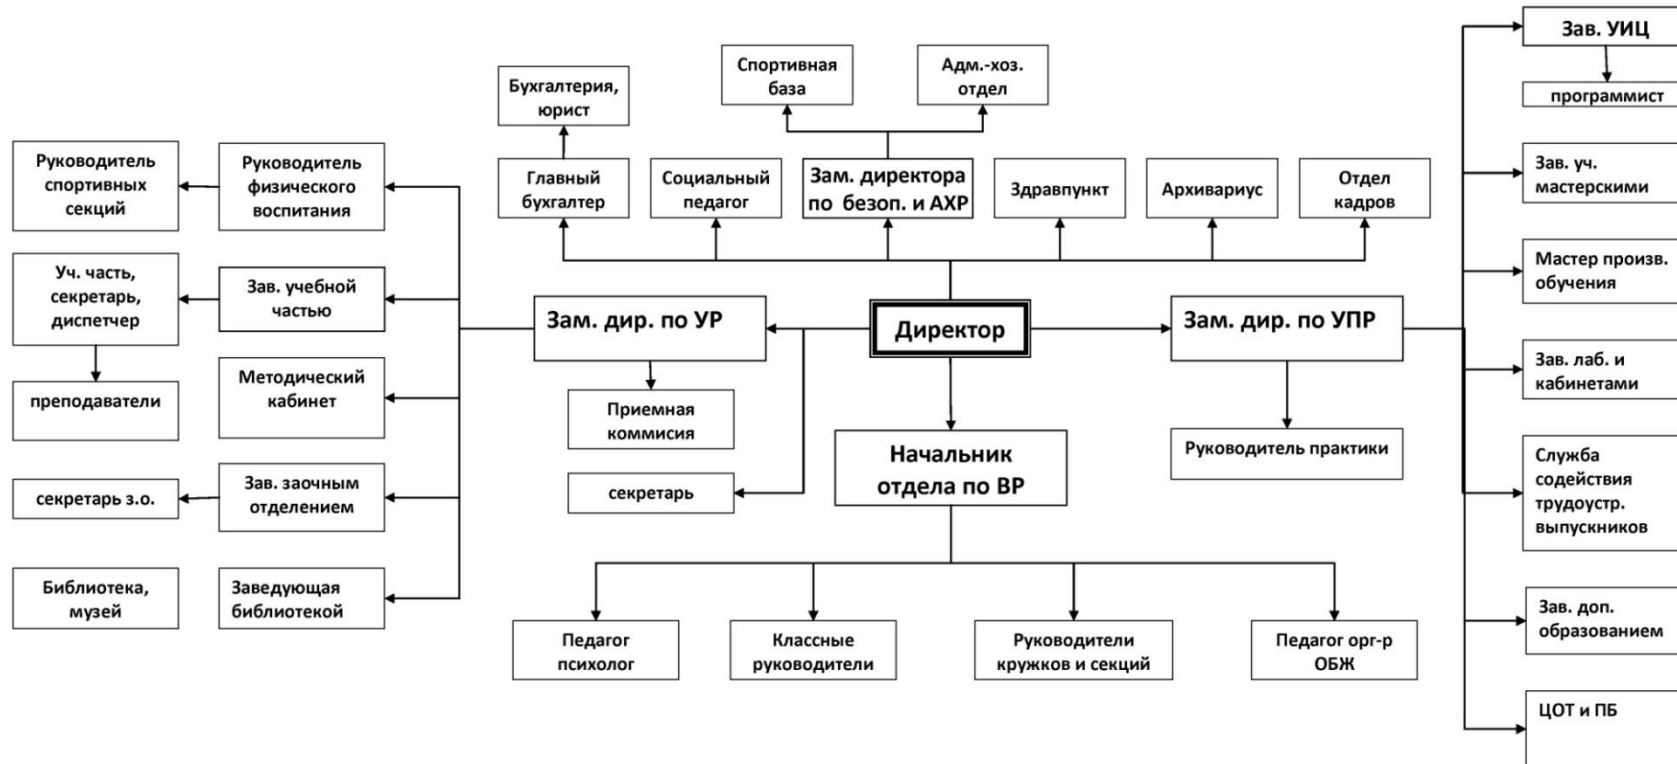 Зав. УИЦ
Спортивная
база
Адм.-хоз.
отдел
Бухгалтерия,
юрист
программист
Руководитель
спортивных
секций
Руководитель
физического
воспитания
Главный
бухгалтер
Социальный
педагог
Зам. директора
по безоп. и АХР
Здравпункт
Архивариус
Отдел
кадров
Зав. уч.
мастерскими
Уч. часть,
секретарь,
диспетчер
Зав. учебной
частью
Зам. дир. по УР
Директор
Зам. дир. по УПР
Мастер произв.
обучения
преподаватели
Методический
кабинет
Приемная
коммисия
Начальник
отдела по ВР
Руководитель практики
Зав. лаб. и
кабинетами
секретарь з.о.
Зав. заочным
отделением
секретарь
Служба
содействия
трудоустр.
выпускников
Библиотека,
музей
Заведующая
библиотекой
Педагог
психолог
Классные
руководители
Руководители
кружков и секций
Педагог орг-р
ОБЖ
Зав. доп.
образованием
ЦОТ и ПБ